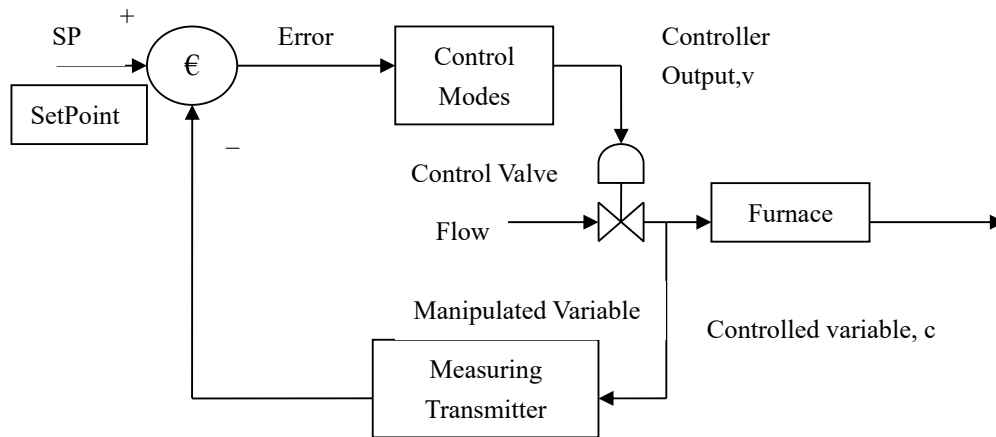 +
SP
Error
€
SetPoint
−
Control
Modes
Controller
Output,v
Control Valve
Flow
Furnace
Manipulated Variable
Controlled variable, c
Measuring
Transmitter